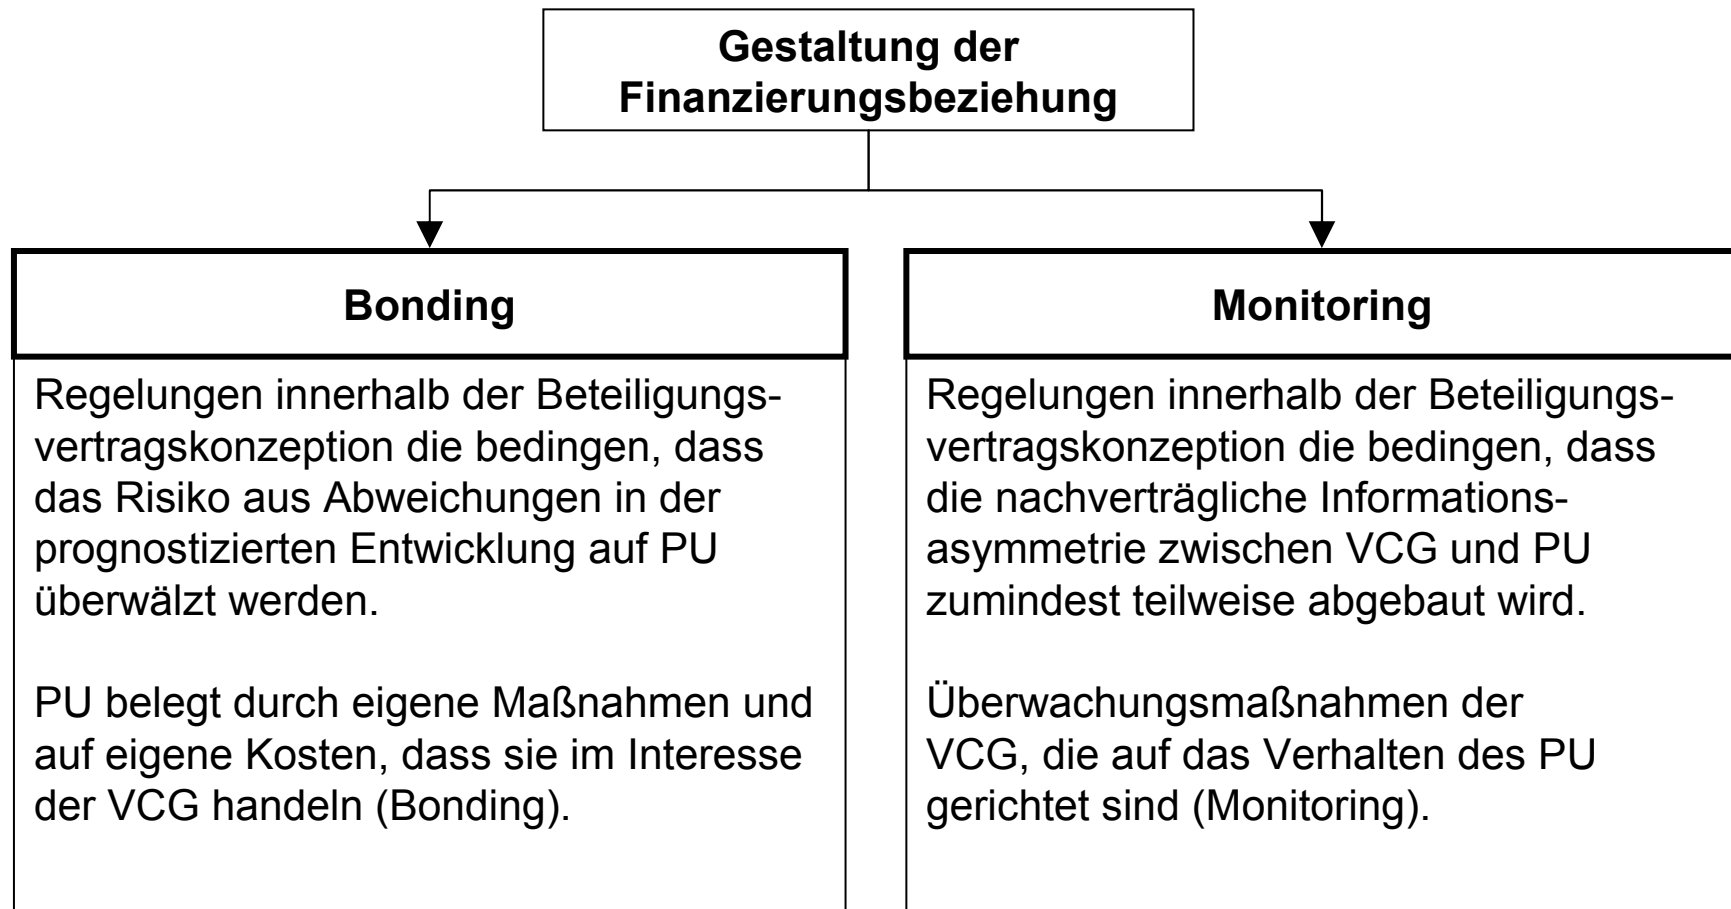 Gestaltung der
Finanzierungsbeziehung
Bonding
Regelungen innerhalb der Beteiligungs-
vertragskonzeption die bedingen, dass
das Risiko aus Abweichungen in der
prognostizierten Entwicklung auf PU
überwälzt werden.
PU belegt durch eigene Maßnahmen und
auf eigene Kosten, dass sie im Interesse
der VCG handeln (Bonding).
Monitoring
Regelungen innerhalb der Beteiligungs-
vertragskonzeption die bedingen, dass
die nachverträgliche Informations-
asymmetrie zwischen VCG und PU
zumindest teilweise abgebaut wird.
Überwachungsmaßnahmen der
VCG, die auf das Verhalten des PU
gerichtet sind (Monitoring).